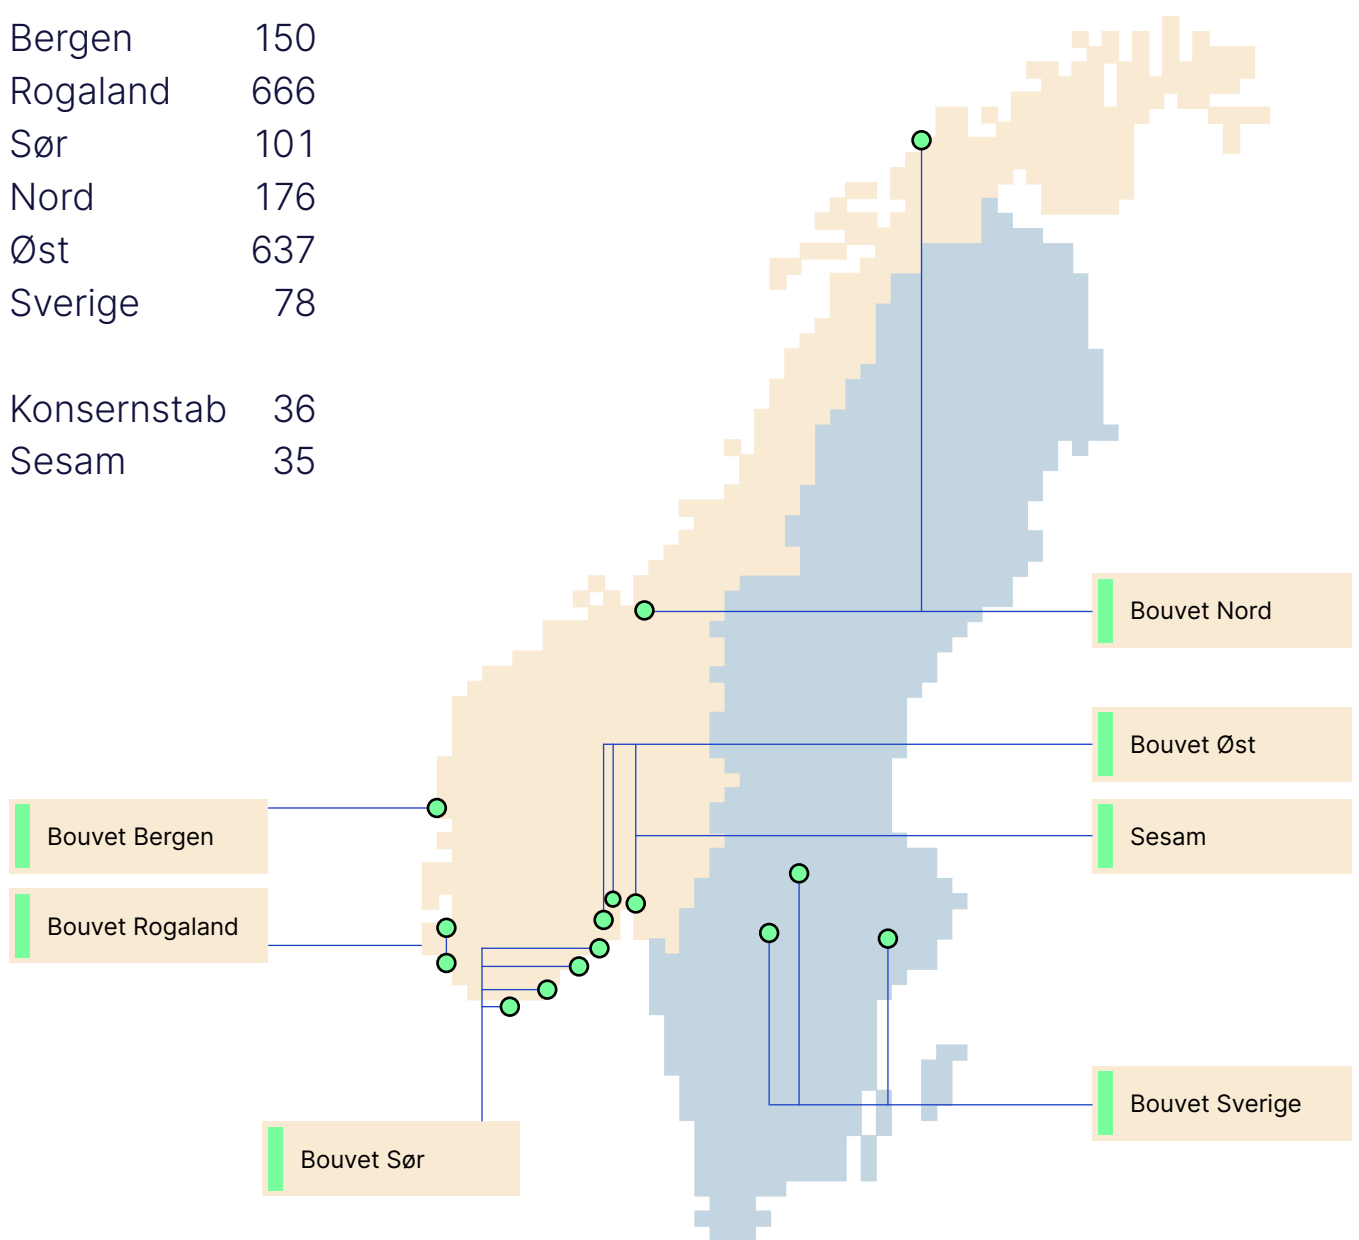 Bergen 150
Rogaland 666
Sør 101
Nord 176
Øst 637
Sverige 78
Konsernstab 36
Sesam 35
Bouvet Nord
Bouvet Øst
Bouvet Bergen
Sesam
Bouvet Rogaland
Bouvet Sverige
Bouvet Sør